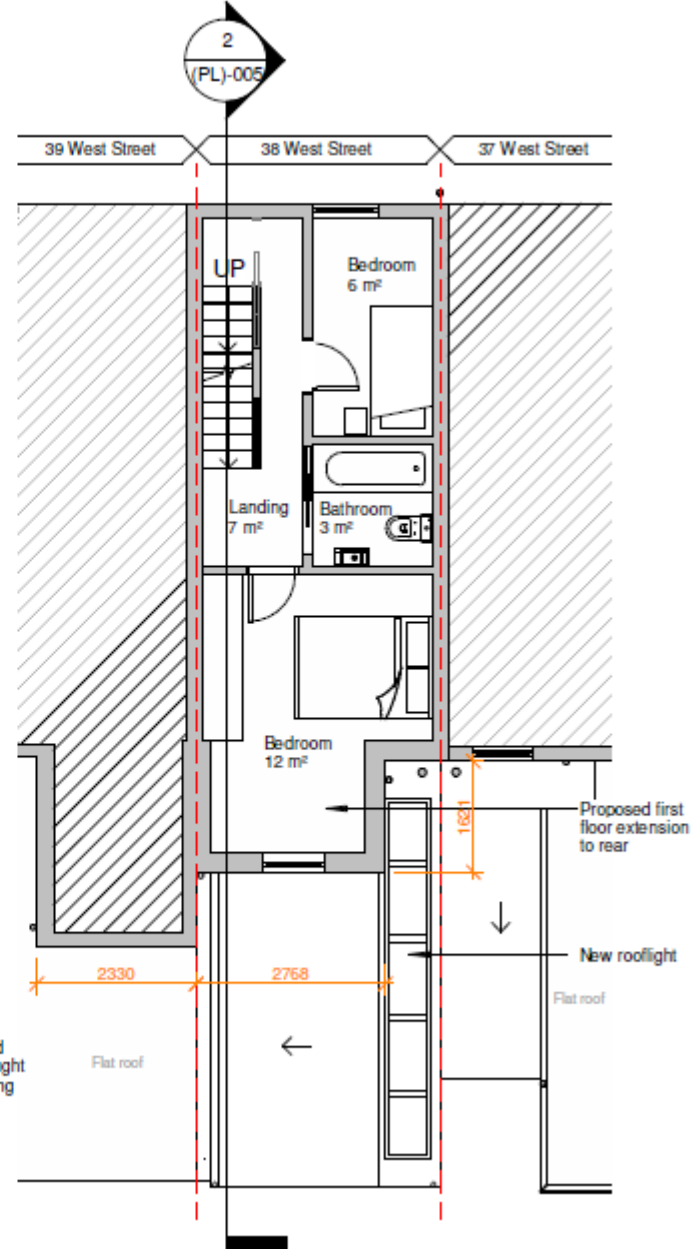 2
(PL)-005
39 West Street
38 West Street
37 West Street
UP
Bedroom
6 m²
Landing
7 m²
Bathroom
3 m²
Bedroom
12 m²
1621
Proposed first
floor extension
to rear
2330
2768
New rooflight
Flat roof
Flat roof